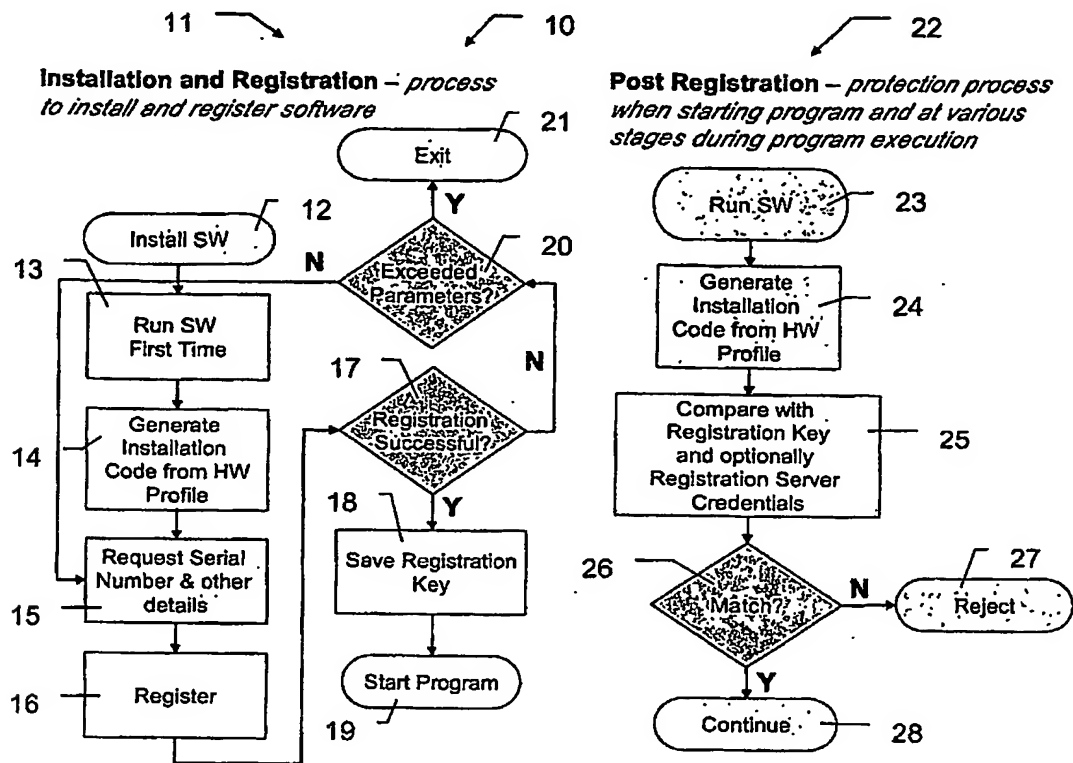 11
10
22
Installation and Registration – process
to install and register software
Post Registration – protection process
when starting program and at various
stages during program execution
21
Exit
Y
12
Install SW
13
Run SW
First Time
N
20
Exceeded
Parameters?
N
14
Generate
Installation
Code from HW
Profile
17
Registration
Successful?
Y
15
Request Serial
Number & other
details
18
Save Registration
Key
16
Register
19
Start Program
Run SW
23
Generate
Installation
Code from HW
Profile
24
Compare with
Registration Key
and optionally
Registration Server
Credentials
25
26
Match?
N
27
Reject
Y
Continue
28